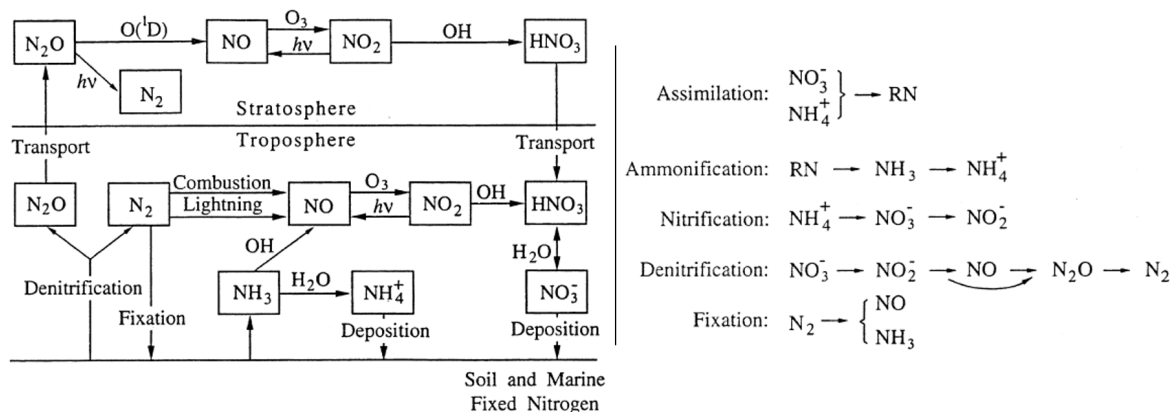 N₂O
O(¹D)
NO
O₃
hν
NO₂
OH
HNO₃
hν
N₂
Stratosphere
Troposphere
Transport
Transport
N₂O
N₂
Combustion
Lightning
NO
O₃
hν
NO₂
OH
HNO₃
OH
H₂O
Denitrification
Fixation
NH₃
H₂O
NH₄⁺
NO₃⁻
Deposition
Deposition
Soil and Marine
Fixed Nitrogen
Assimilation: NO₃⁻ NH₄⁺ } → RN
Ammonification: RN → NH₃ → NH₄⁺
Nitrification: NH₄⁺ → NO₃⁻ → NO₂⁻
Denitrification: NO₃⁻ → NO₂⁻ → NO → N₂O → N₂
Fixation: N₂ → { NO NH₃